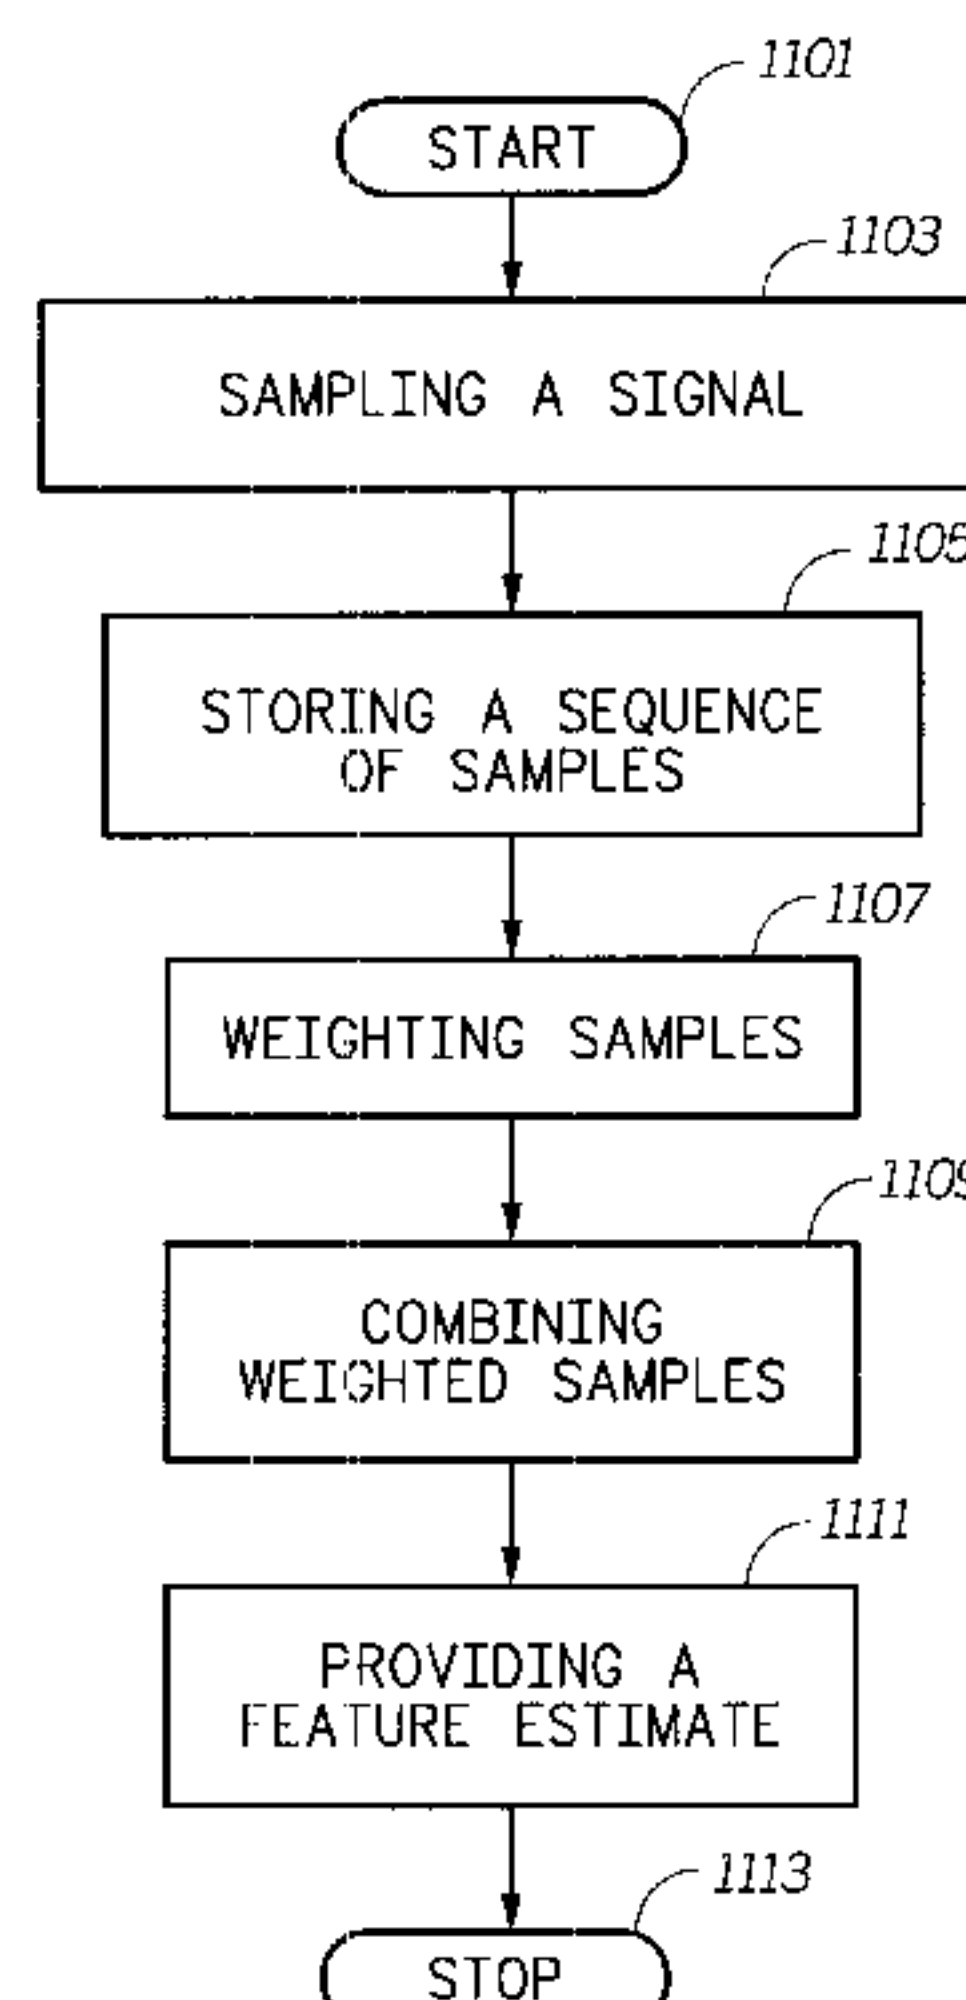 1101
START
1103
SAMPLING A SIGNAL
1105
STORING A SEQUENCE
OF SAMPLES
1107
WEIGHTING SAMPLES
1109
COMBINING
WEIGHTED SAMPLES
1111
PROVIDING A
FEATURE ESTIMATE
1113
STOP